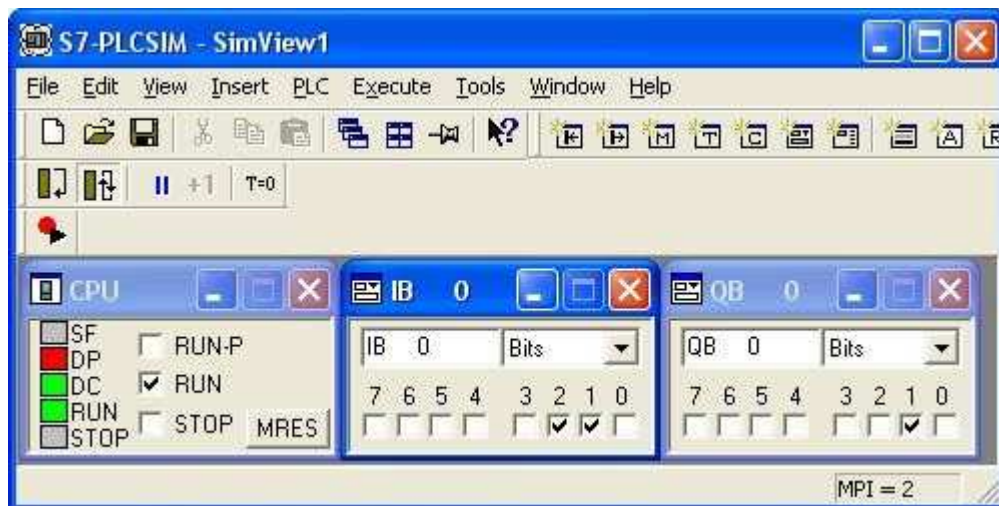 S7-PLCSIM - SimView1
File Edit View Insert PLC Execute Tools Window Help
+1 T=0
CPU
SF
DP
DC
RUN
STOP
RUN-P
RUN
STOP
MRES
IB 0
IB 0 Bits
7 6 5 4 3 2 1 0
QB 0
QB 0 Bits
7 6 5 4 3 2 1 0
MPI = 2